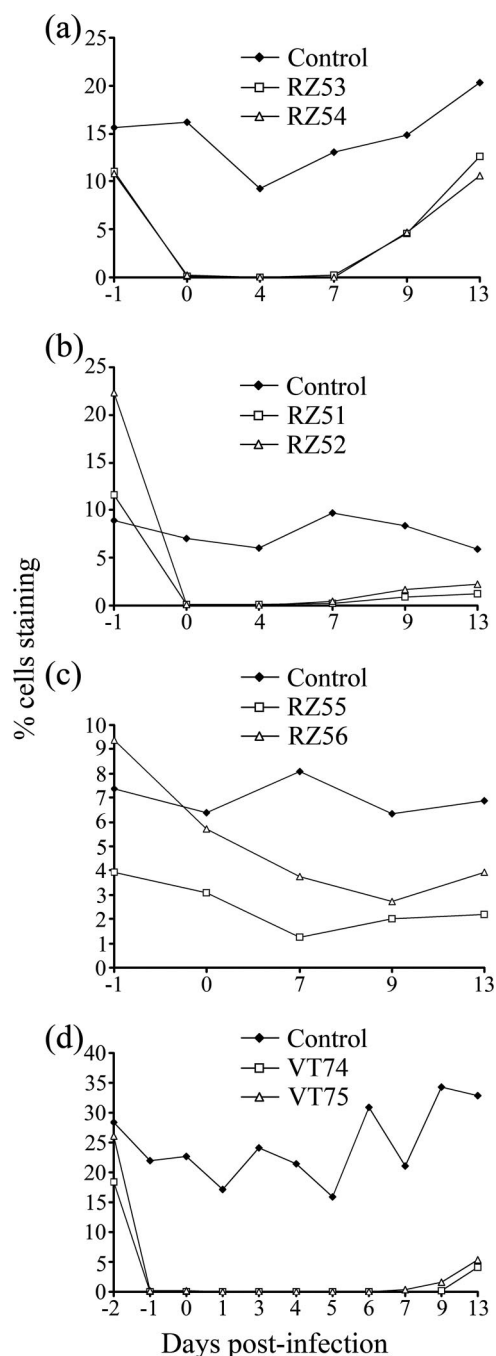 (a)
25
20
15
10
5
0
Control
RZ53
RZ54
-1 0 4 7 9 13
(b)
25
20
15
10
5
0
Control
RZ51
RZ52
-1 0 4 7 9 13
% cells staining
(c)
10
9
8
7
6
5
4
3
2
1
0
Control
RZ55
RZ56
-1 0 7 9 13
(d)
40
35
30
25
20
15
10
5
0
Control
VT74
VT75
-2 -1 0 1 3 4 5 6 7 9 13
Days post-infection